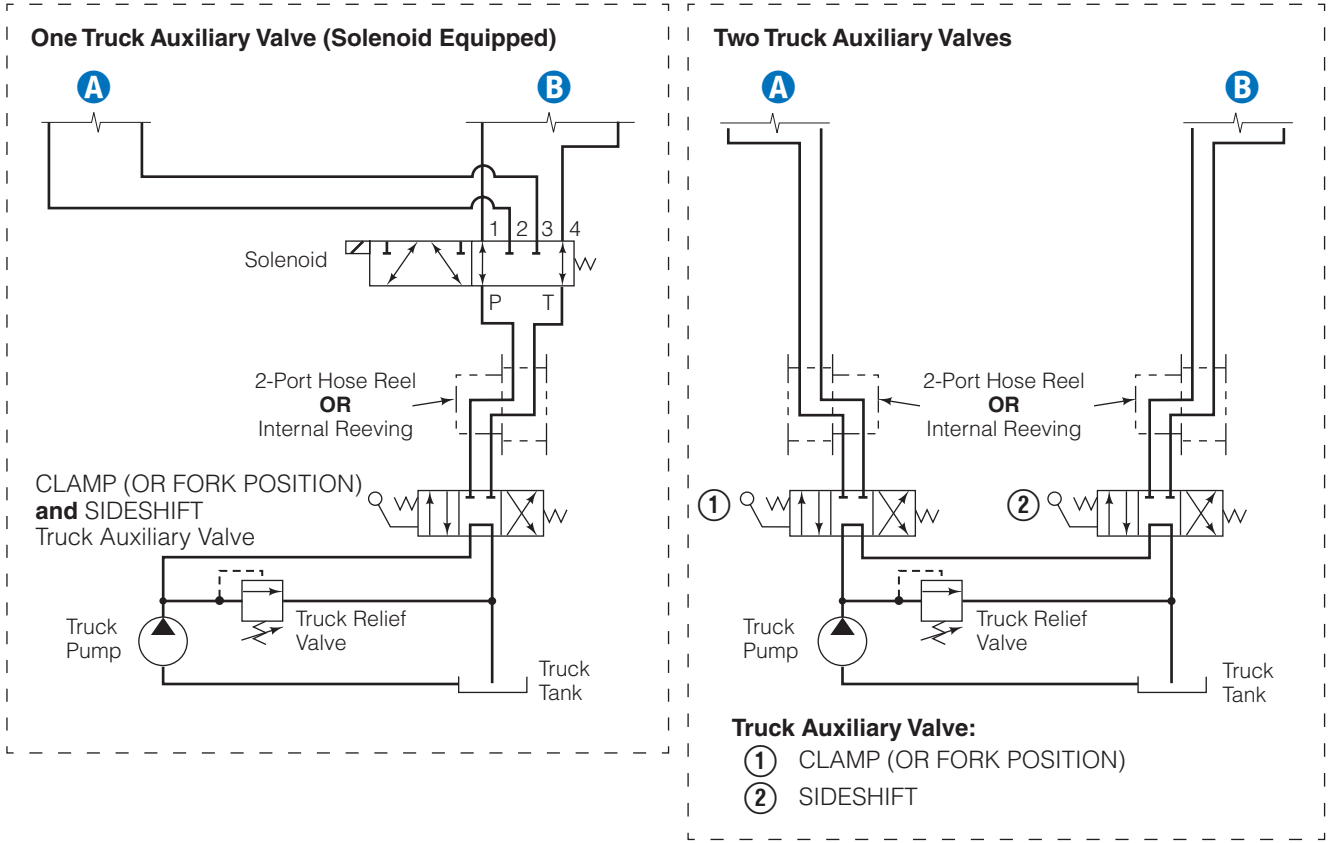 One Truck Auxiliary Valve (Solenoid Equipped)
A
B
1 2 3 4
Solenoid
P T
2-Port Hose Reel
OR
Internal Reeving
CLAMP (OR FORK POSITION)
and SIDESHIFT
Truck Auxiliary Valve
Truck Relief
Valve
Truck
Pump
Truck
Tank
Two Truck Auxiliary Valves
A
B
2-Port Hose Reel
OR
Internal Reeving
1
2
Truck Relief
Valve
Truck
Pump
Truck
Tank
Truck Auxiliary Valve:
1 CLAMP (OR FORK POSITION)
2 SIDESHIFT